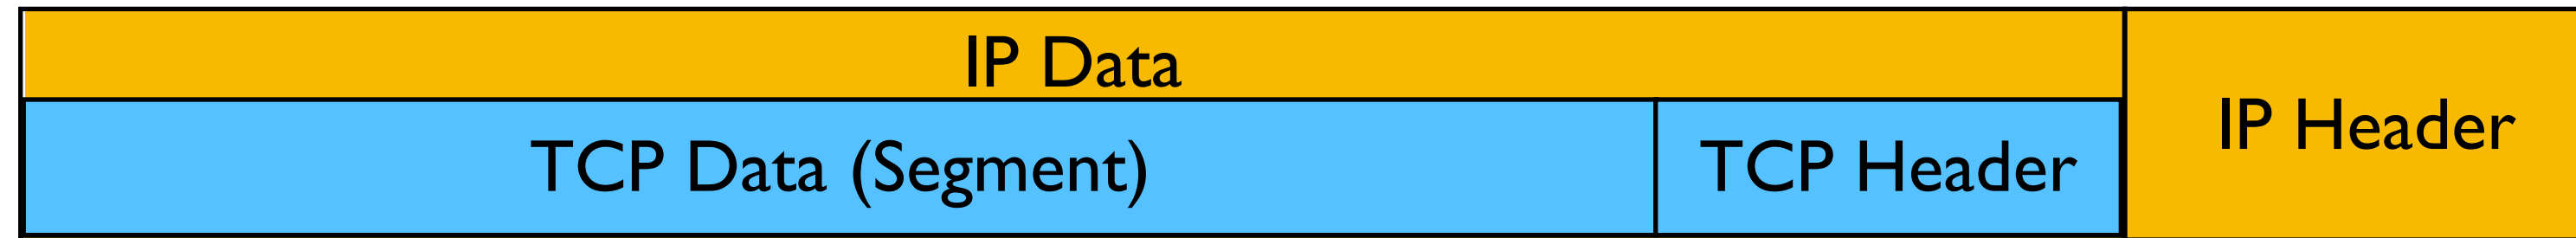 IP Data
IP Header
TCP Data (Segment)
TCP Header